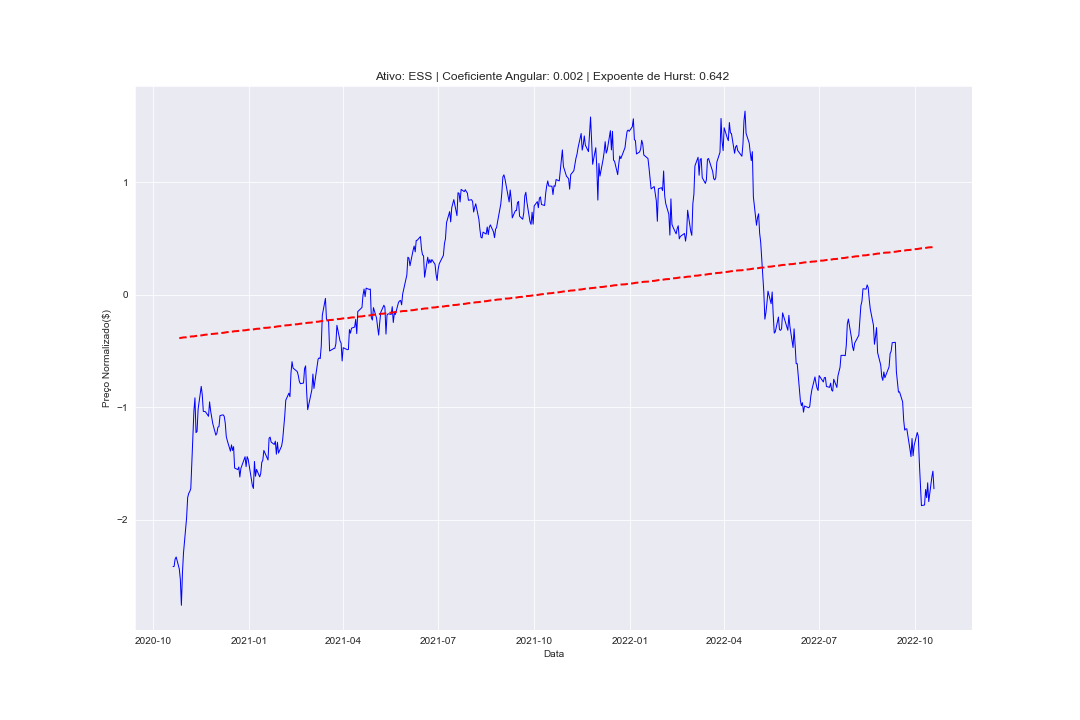 Ativo: ESS | Coeficiente Angular: 0.002 | Expoente de Hurst: 0.642
Preço Normalizado($)
1
0
−1
−2
2020-10 2021-01 2021-04 2021-07 2021-10 2022-01 2022-04 2022-07 2022-10
Data